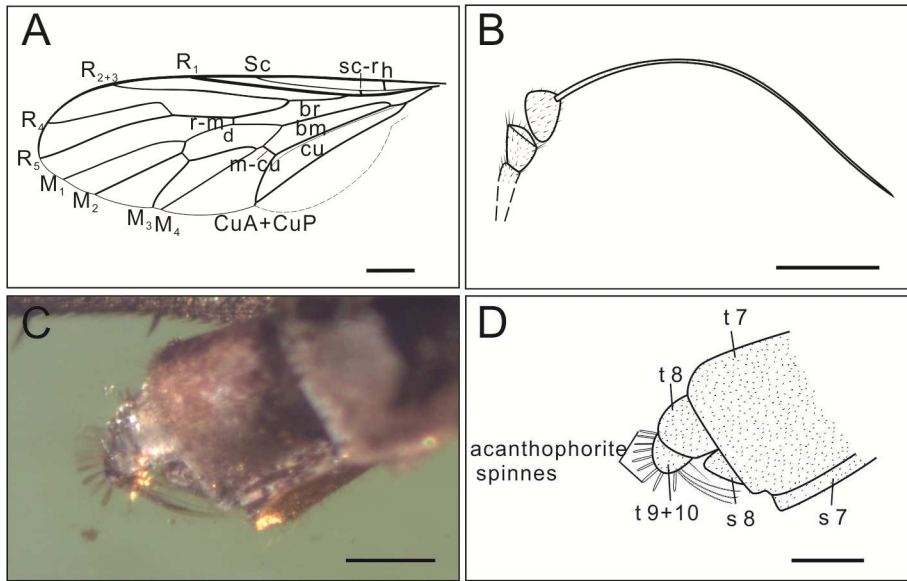 A
Sc
sc-r
h
R1
R2+3
br
R4
r-m
d
bm
cu
R5
m-cu
M1
M2
M3
M4
CuA+CuP
B
C
D
t 7
t 8
acanthophorite
spinnes
t 9+10
s 8
s 7